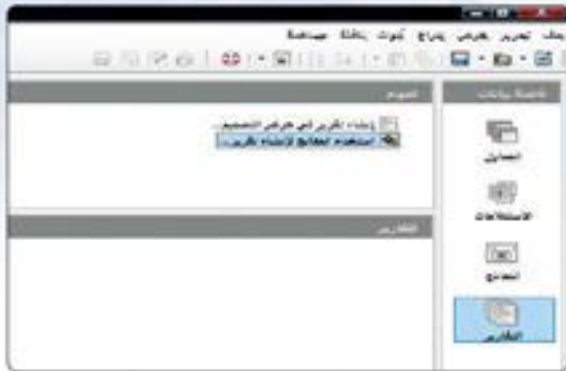 ملف تحرير عرض إدراج أدوات نافذة مساعدة
قاعدة بيانات
الجداول
الاستعلامات
النماذج
التقارير
المهام
إنشاء تقرير في عرض التصميم...
استخدام المعالج لإنشاء تقرير...
التقارير